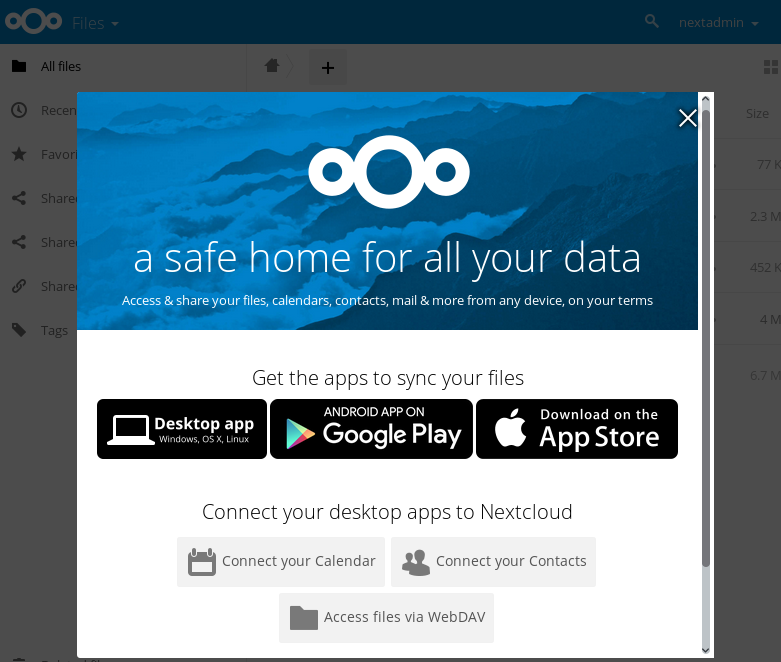 Files
nextadmin
All files
Recen
Favori
Shared
Shared
Shared
Tags
Size
77 K
2.3 M
452 K
4 M
6.7 M
a safe home for all your data
Access & share your files, calendars, contacts, mail & more from any device, on your terms
Get the apps to sync your files
Desktop app
Windows, OS X, Linux
ANDROID APP ON
Google Play
Download on the
App Store
Connect your desktop apps to Nextcloud
Connect your Calendar
Connect your Contacts
Access files via WebDAV